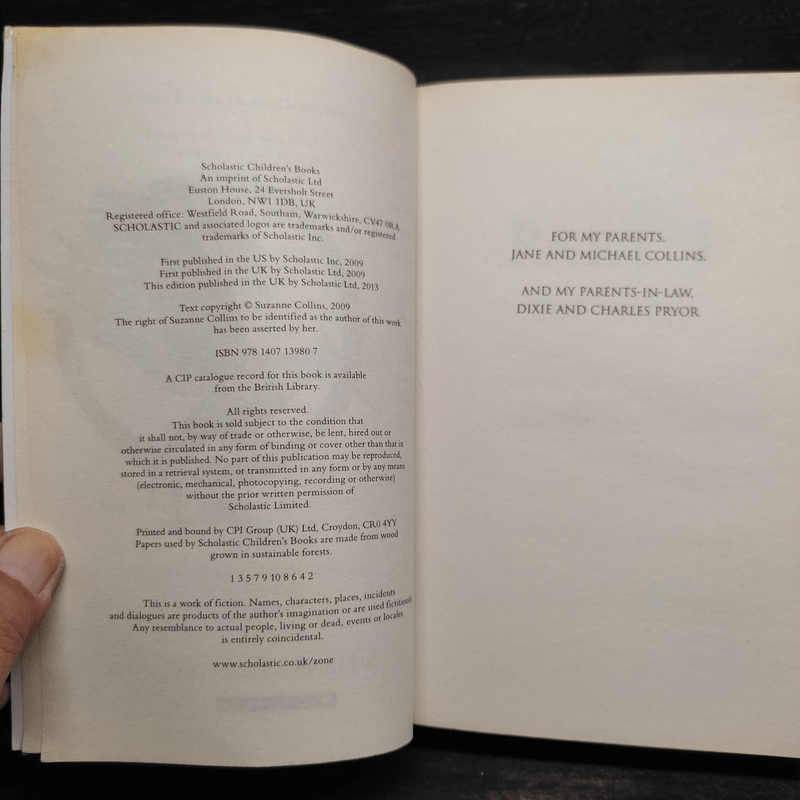 Scholastic Children's Books
An imprint of Scholastic Ltd
Euston House, 24 Eversholt Street
London, NW1 1DB, UK
Registered office: Westfield Road, Southam, Warwickshire, CV47 0RA
SCHOLASTIC and associated logos are trademarks and/or registered
trademarks of Scholastic Inc.
First published in the US by Scholastic Inc, 2009
First published in the UK by Scholastic Ltd, 2009
This edition published in the UK by Scholastic Ltd, 2013
Text copyright © Suzanne Collins, 2009
The right of Suzanne Collins to be identified as the author of this work
has been asserted by her.
ISBN 978 1407 13980 7
A CIP catalogue record for this book is available
from the British Library.
All rights reserved.
This book is sold subject to the condition that
it shall not, by way of trade or otherwise, be lent, hired out or
otherwise circulated in any form of binding or cover other than that in
which it is published. No part of this publication may be reproduced,
stored in a retrieval system, or transmitted in any form or by any means
(electronic, mechanical, photocopying, recording or otherwise)
without the prior written permission of
Scholastic Limited.
Printed and bound by CPI Group (UK) Ltd, Croydon, CR0 4YY
Papers used by Scholastic Children's Books are made from wood
grown in sustainable forests.
1 3 5 7 9 10 8 6 4 2
This is a work of fiction. Names, characters, places, incidents
and dialogues are products of the author's imagination or are used fictitiously.
Any resemblance to actual people, living or dead, events or locales
is entirely coincidental.
www.scholastic.co.uk/zone
FOR MY PARENTS,
JANE AND MICHAEL COLLINS,
AND MY PARENTS-IN-LAW,
DIXIE AND CHARLES PRYOR